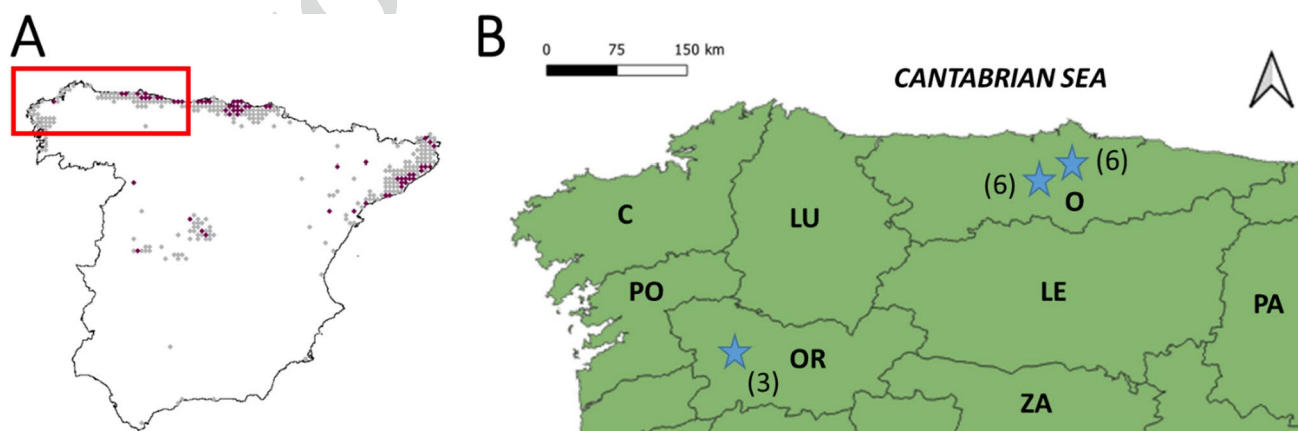 A
B
0 75 150 km
CANTABRIAN SEA
(6)
(6)
O
C
LU
PO
LE
PA
OR
(3)
ZA